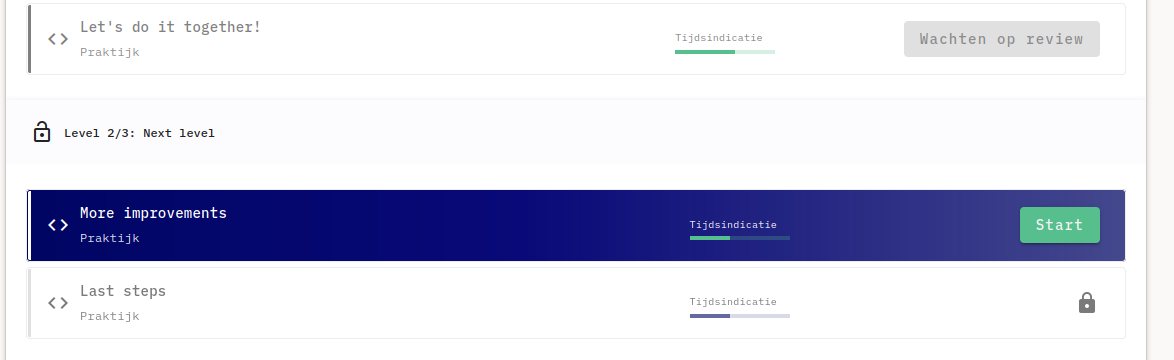 Let's do it together!
Praktijk
Tijdsindicatie
Wachten op review
Level 2/3: Next level
More improvements
Praktijk
Tijdsindicatie
Start
Last steps
Praktijk
Tijdsindicatie